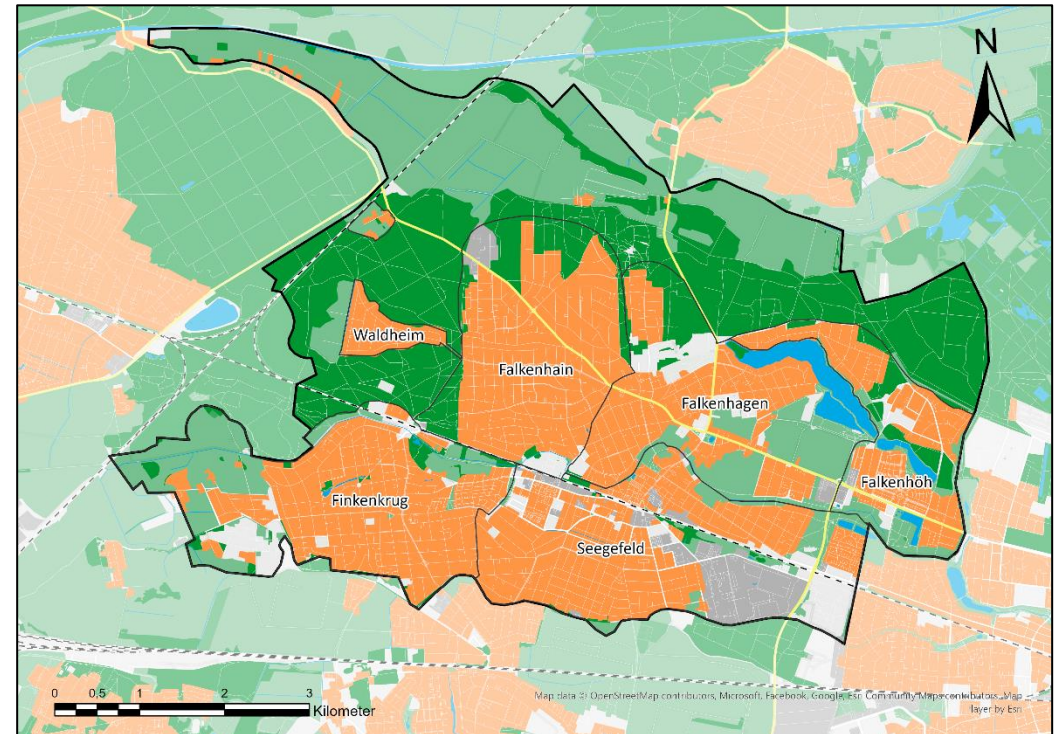 N
Waldheim
Falkenhain
Falkenhagen
Falkenhöh
Finkenkrug
Seegefeld
0 0.5 1 2 3
Kilometer
Map data © OpenStreetMap contributors, Microsoft, Facebook, Google, Esri Community Maps contributors, Map
layer by Esri